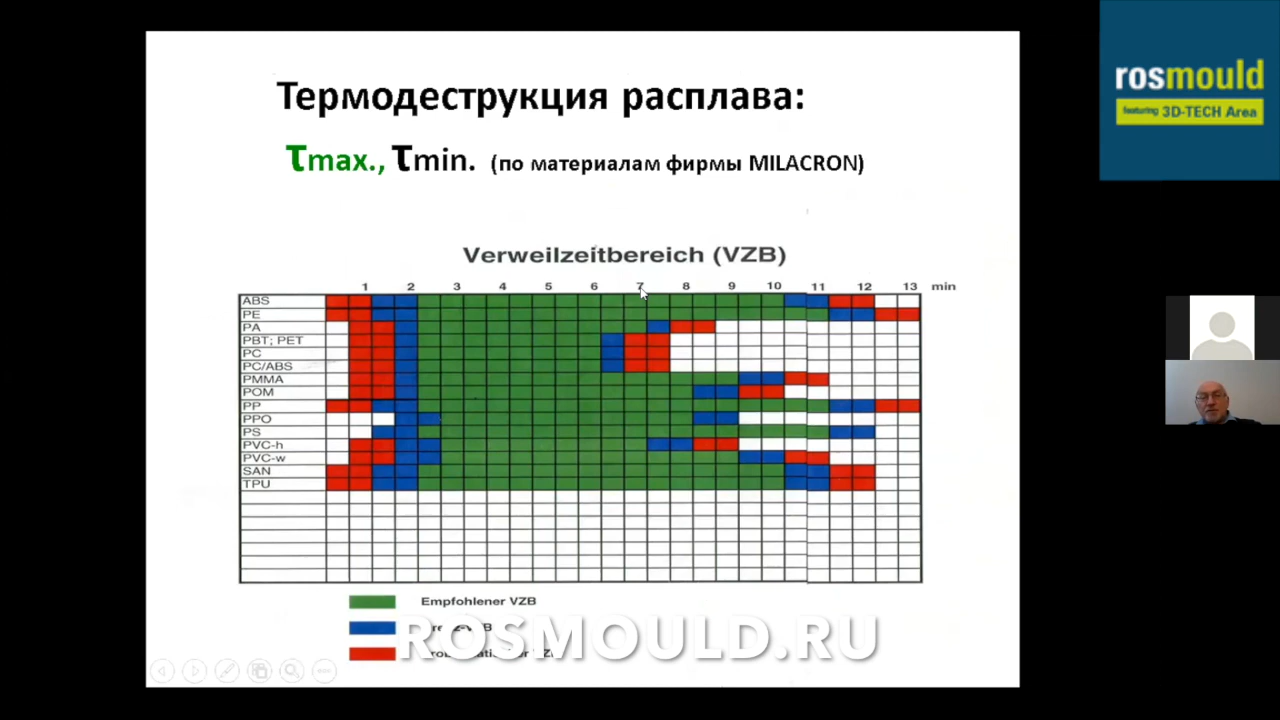 Термодеструкция расплава:
τmax., τmin. (по материалам фирмы MILACRON)
Verweilzeitbereich (VZB)
1 2 3 4 5 6 7 8 9 10 11 12 13 min
ABS
PE
PA
PBT; PET
PC
PC/ABS
PMMA
POM
PP
PPO
PS
PVC-h
PVC-w
SAN
TPU
Empfohlener VZB
ROSMOULD.RU
rosmould
featuring 3D-TECH Area